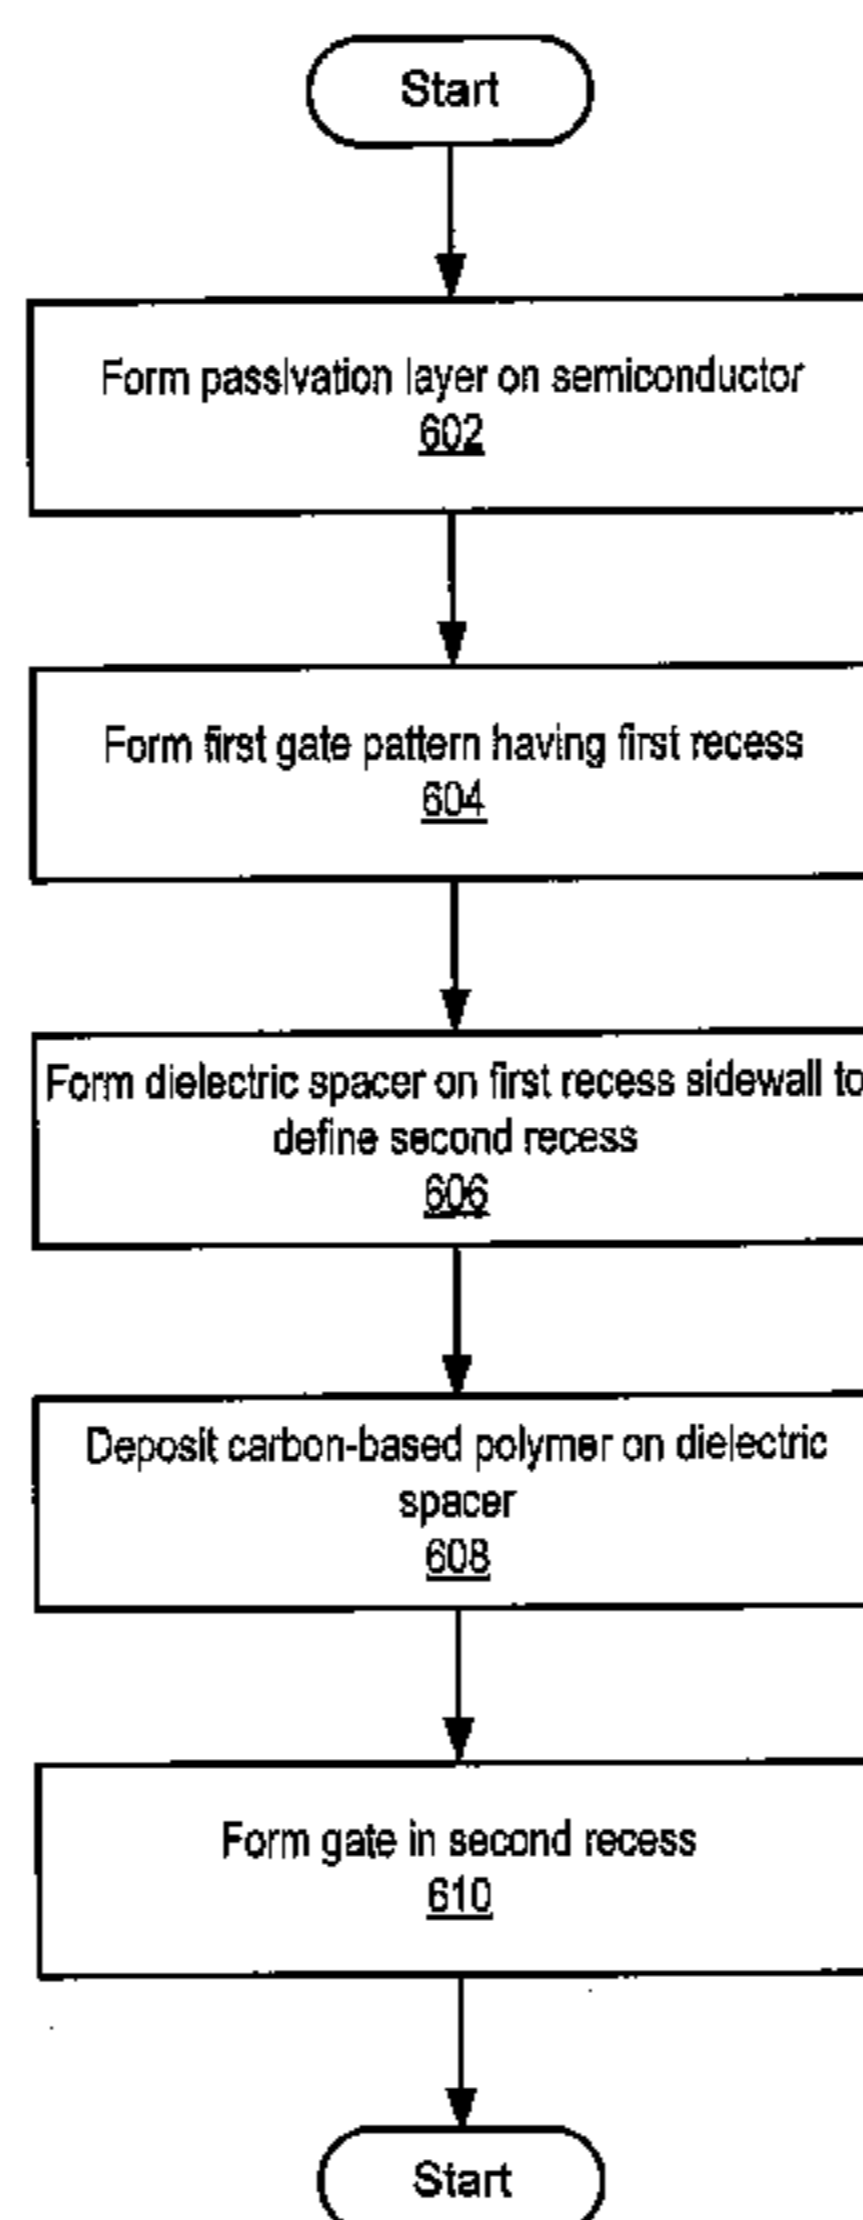 Start
Form passivation layer on semiconductor
602
Form first gate pattern having first recess
604
Form dielectric spacer on first recess sidewall to
define second recess
606
Deposit carbon-based polymer on dielectric
spacer
608
Form gate in second recess
610
Start